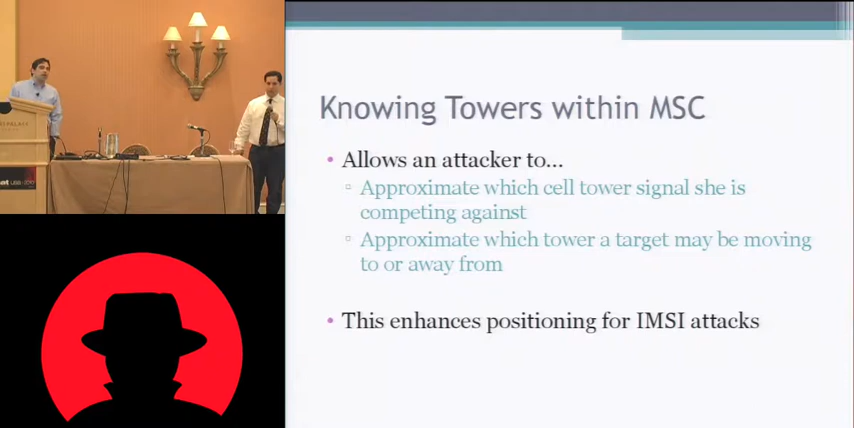 Knowing Towers within MSC
• Allows an attacker to...
▫ Approximate which cell tower signal she is
competing against
▫ Approximate which tower a target may be moving
to or away from
• This enhances positioning for IMSI attacks